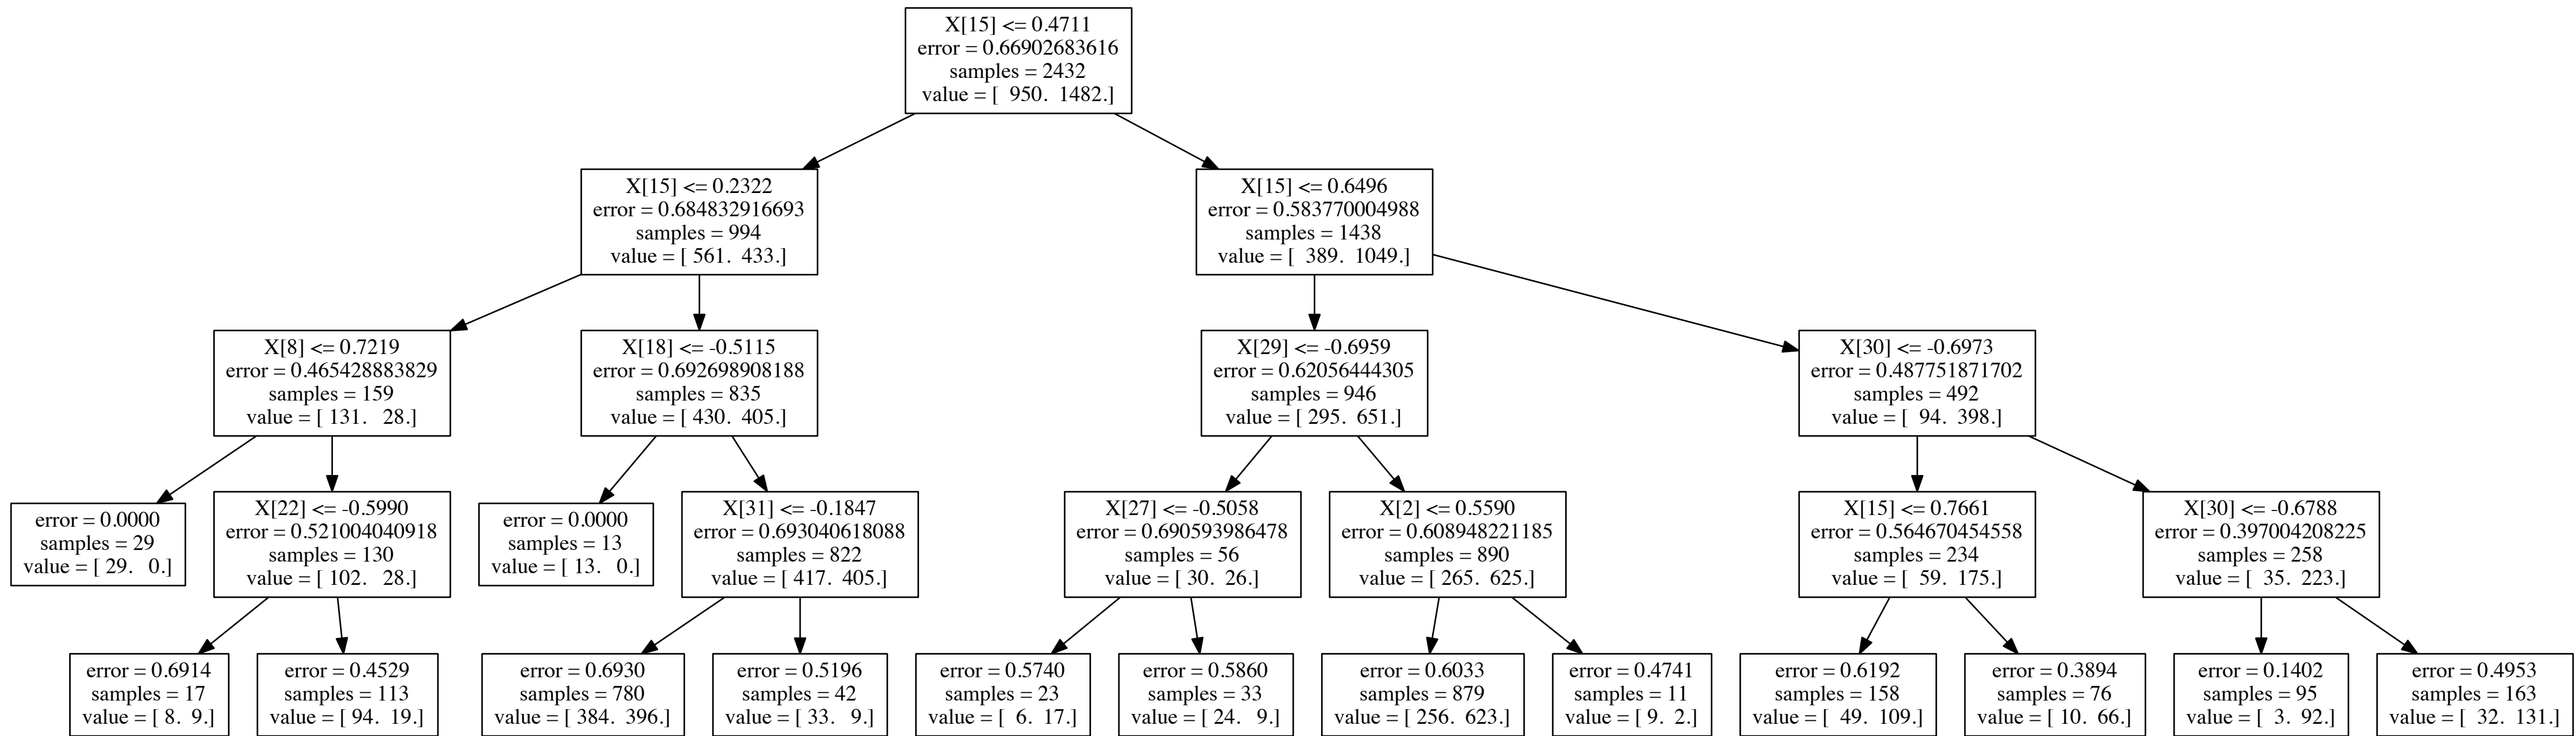 X[15] <= 0.4711
error = 0.66902683616
samples = 2432
value = [  950.  1482.]
X[15] <= 0.2322
error = 0.684832916693
samples = 994
value = [ 561.  433.]
X[15] <= 0.6496
error = 0.583770004988
samples = 1438
value = [  389.  1049.]
X[8] <= 0.7219
error = 0.465428883829
samples = 159
value = [ 131.   28.]
X[18] <= -0.5115
error = 0.692698908188
samples = 835
value = [ 430.  405.]
X[29] <= -0.6959
error = 0.62056444305
samples = 946
value = [ 295.  651.]
X[30] <= -0.6973
error = 0.487751871702
samples = 492
value = [  94.  398.]
error = 0.0000
samples = 29
value = [ 29.   0.]
X[22] <= -0.5990
error = 0.521004040918
samples = 130
value = [ 102.   28.]
error = 0.0000
samples = 13
value = [ 13.   0.]
X[31] <= -0.1847
error = 0.693040618088
samples = 822
value = [ 417.  405.]
X[27] <= -0.5058
error = 0.690593986478
samples = 56
value = [ 30.  26.]
X[2] <= 0.5590
error = 0.608948221185
samples = 890
value = [ 265.  625.]
X[15] <= 0.7661
error = 0.564670454558
samples = 234
value = [  59.  175.]
X[30] <= -0.6788
error = 0.397004208225
samples = 258
value = [  35.  223.]
error = 0.6914
samples = 17
value = [ 8.  9.]
error = 0.4529
samples = 113
value = [ 94.  19.]
error = 0.6930
samples = 780
value = [ 384.  396.]
error = 0.5196
samples = 42
value = [ 33.   9.]
error = 0.5740
samples = 23
value = [  6.  17.]
error = 0.5860
samples = 33
value = [ 24.   9.]
error = 0.6033
samples = 879
value = [ 256.  623.]
error = 0.4741
samples = 11
value = [ 9.  2.]
error = 0.6192
samples = 158
value = [  49.  109.]
error = 0.3894
samples = 76
value = [ 10.  66.]
error = 0.1402
samples = 95
value = [  3.  92.]
error = 0.4953
samples = 163
value = [  32.  131.]